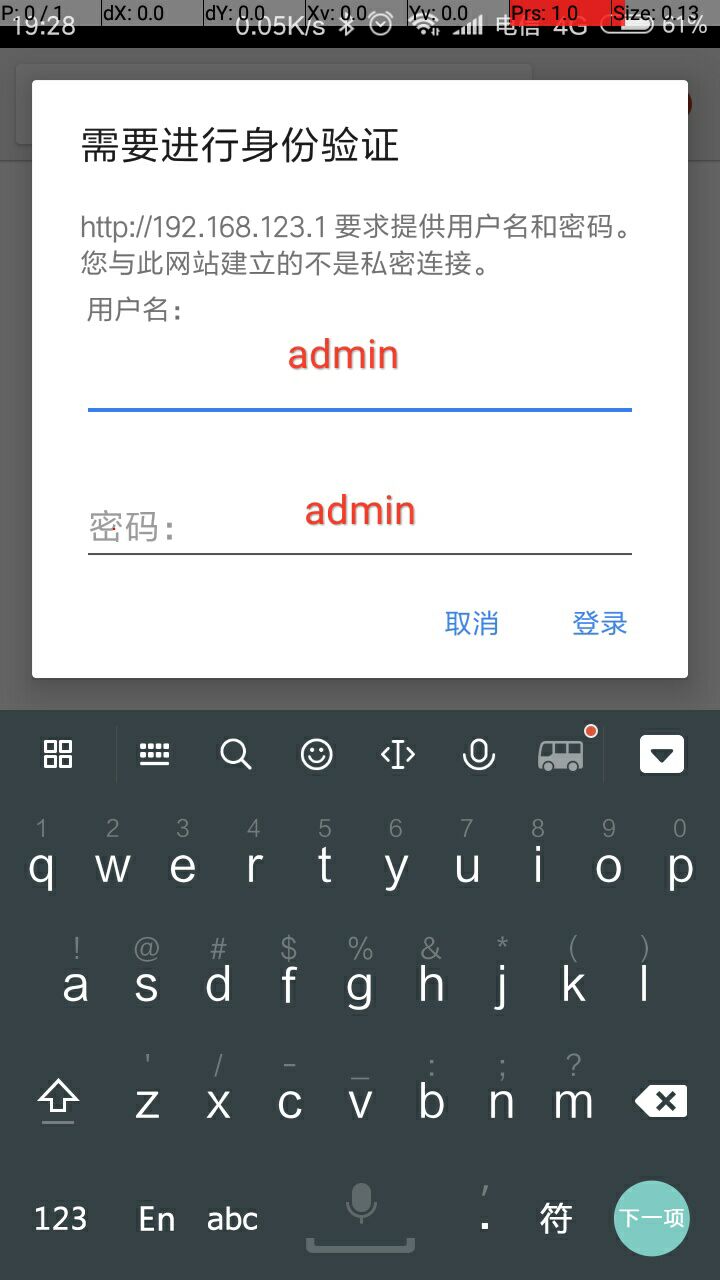 P: 0 / 1 dX: 0.0 dY: 0.0 Xv: 0.0 Yv: 0.0 Prs: 1.0 Size: 0.13
19:28 0.05K/s 电信 4G 61%
需要进行身份验证
http://192.168.123.1 要求提供用户名和密码。
您与此网站建立的不是私密连接。
用户名：
admin
密码： admin
取消 登录
1 2 3 4 5 6 7 8 9 0
q w e r t y u i o p
! @ # $ % & * ( )
a s d f g h j k l
' / - _ : ; ?
z x c v b n m
123 En abc , . 符 下一项